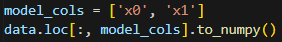 model_cols = ['x0', 'x1']
data.loc[:, model_cols].to_numpy()